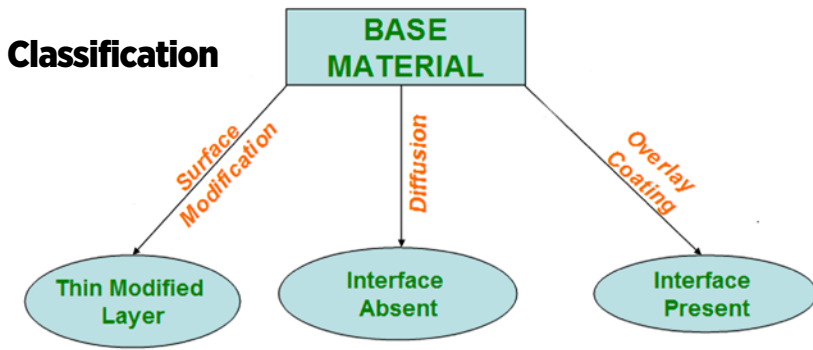 Classification
BASE
MATERIAL
Surface
Modification
Diffusion
Overlay
Coating
Thin Modified
Layer
Interface
Absent
Interface
Present